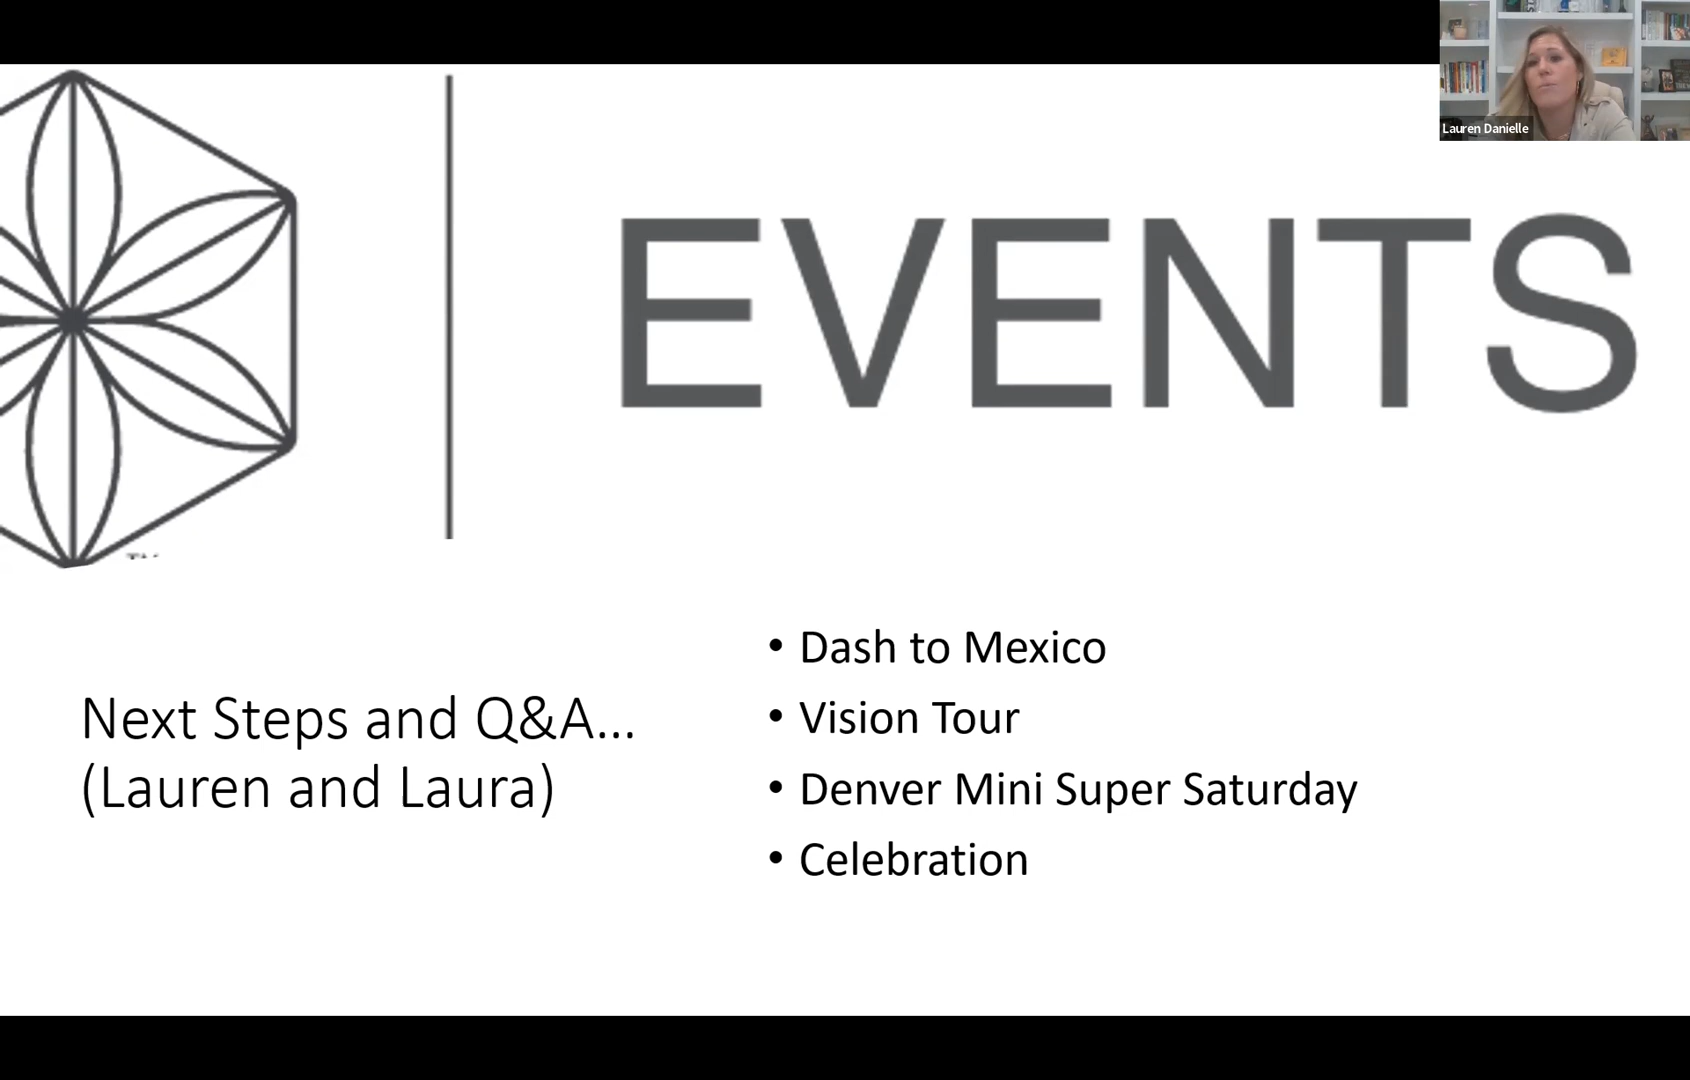 Lauren Danielle
EVENTS
Next Steps and Q&A...
(Lauren and Laura)
• Dash to Mexico
• Vision Tour
• Denver Mini Super Saturday
• Celebration